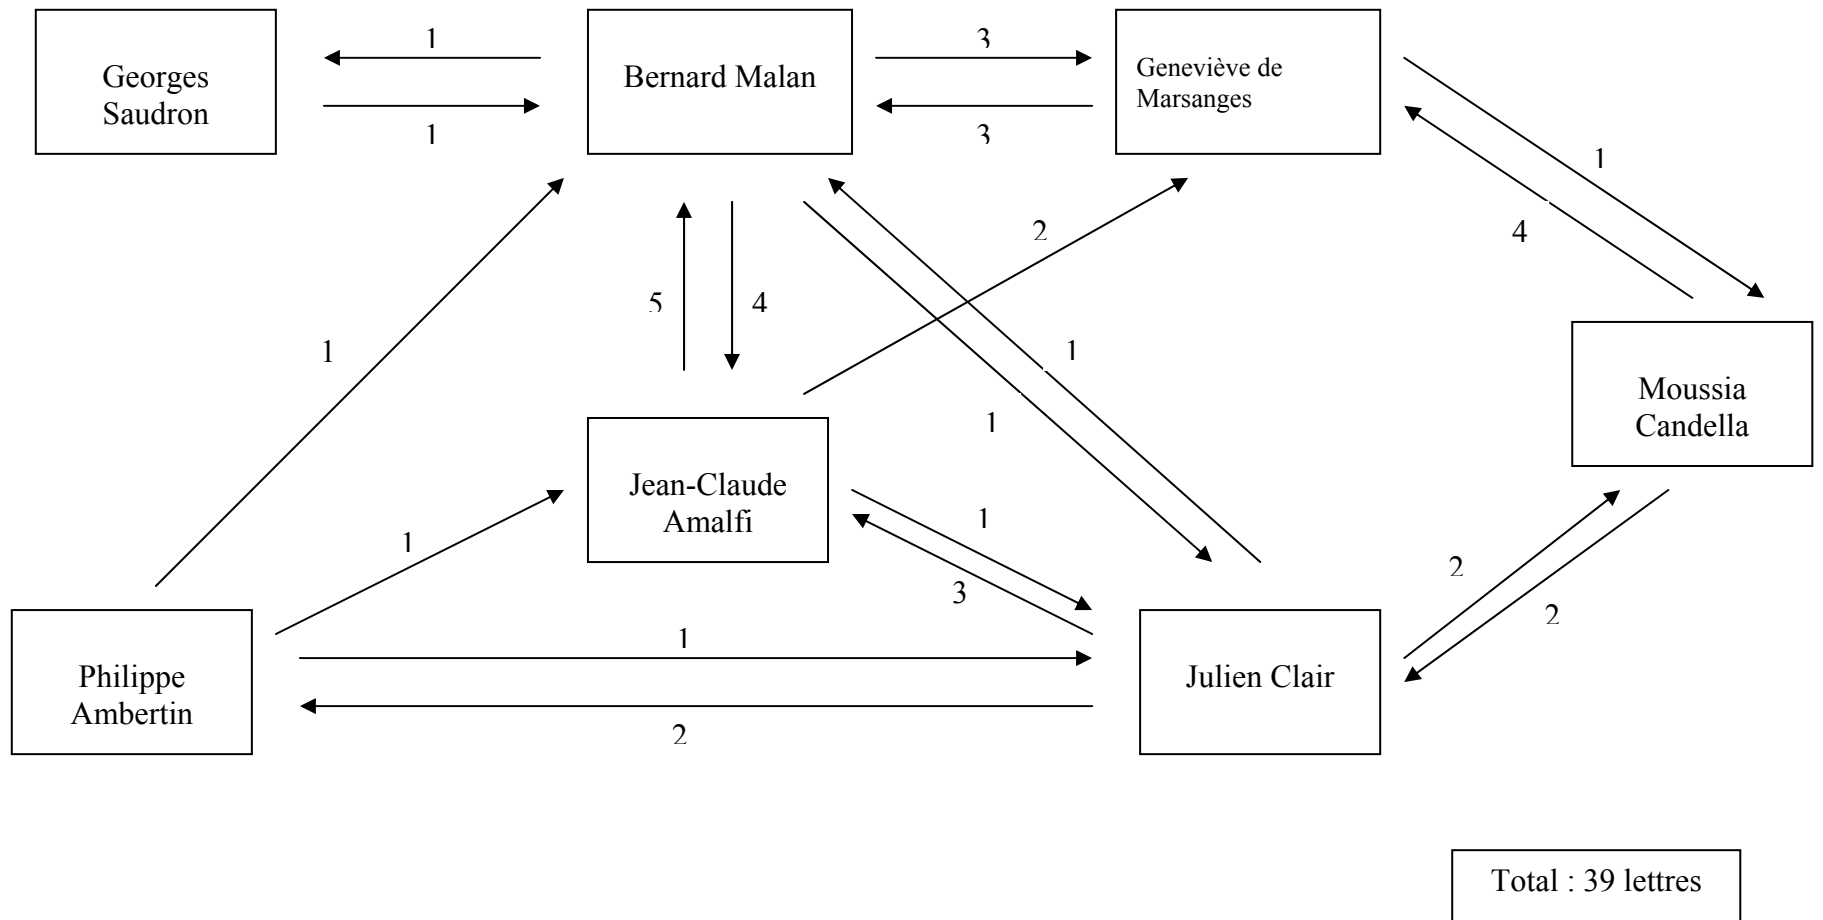 1
3
Georges
Saudron
Bernard Malan
Geneviève de
Marsanges
1
3
1
4
2
5
4
1
1
1
Moussia
Candella
Jean-Claude
Amalfi
1
1
3
2
2
1
Philippe
Ambertin
Julien Clair
2
Total : 39 lettres